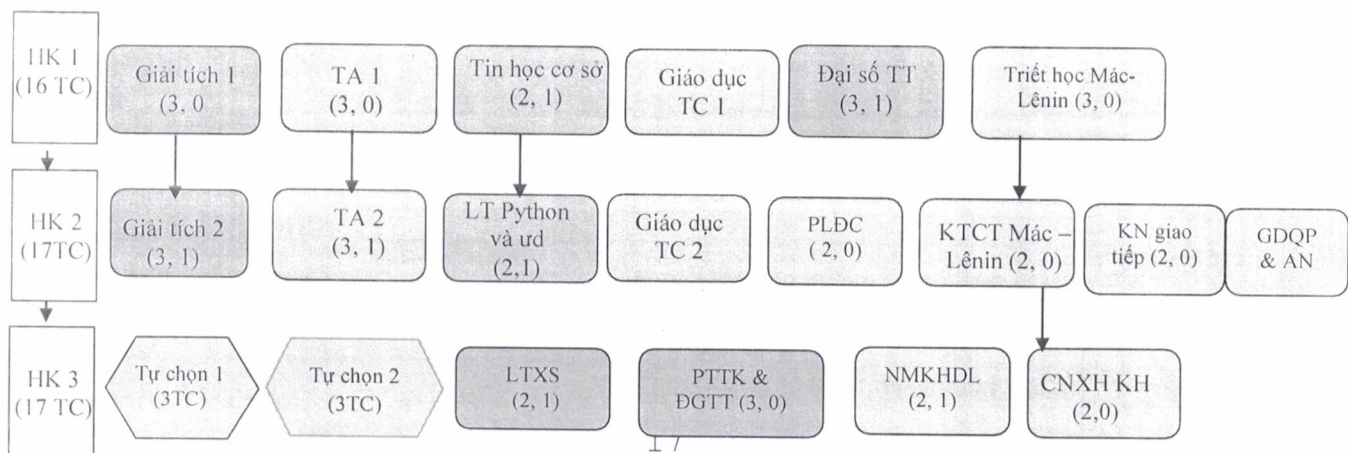 HK 1
(16 TC)
Giải tích 1
(3, 0
TA 1
(3, 0)
Tin học cơ sở
(2, 1)
Giáo dục
TC 1
Đại số TT
(3, 1)
Triết học Mác-
Lênin (3, 0)
HK 2
(17TC)
Giải tích 2
(3, 1)
TA 2
(3, 1)
LT Python
và ưd
(2,1)
Giáo dục
TC 2
PLĐC
(2, 0)
KTCT Mác –
Lênin (2, 0)
KN giao
tiếp (2, 0)
GDQP
& AN
HK 3
(17 TC)
Tự chọn 1
(3TC)
Tự chọn 2
(3TC)
LTXS
(2, 1)
PTTK &
ĐGTT (3, 0)
NMKHDL
(2, 1)
CNXH KH
(2,0)